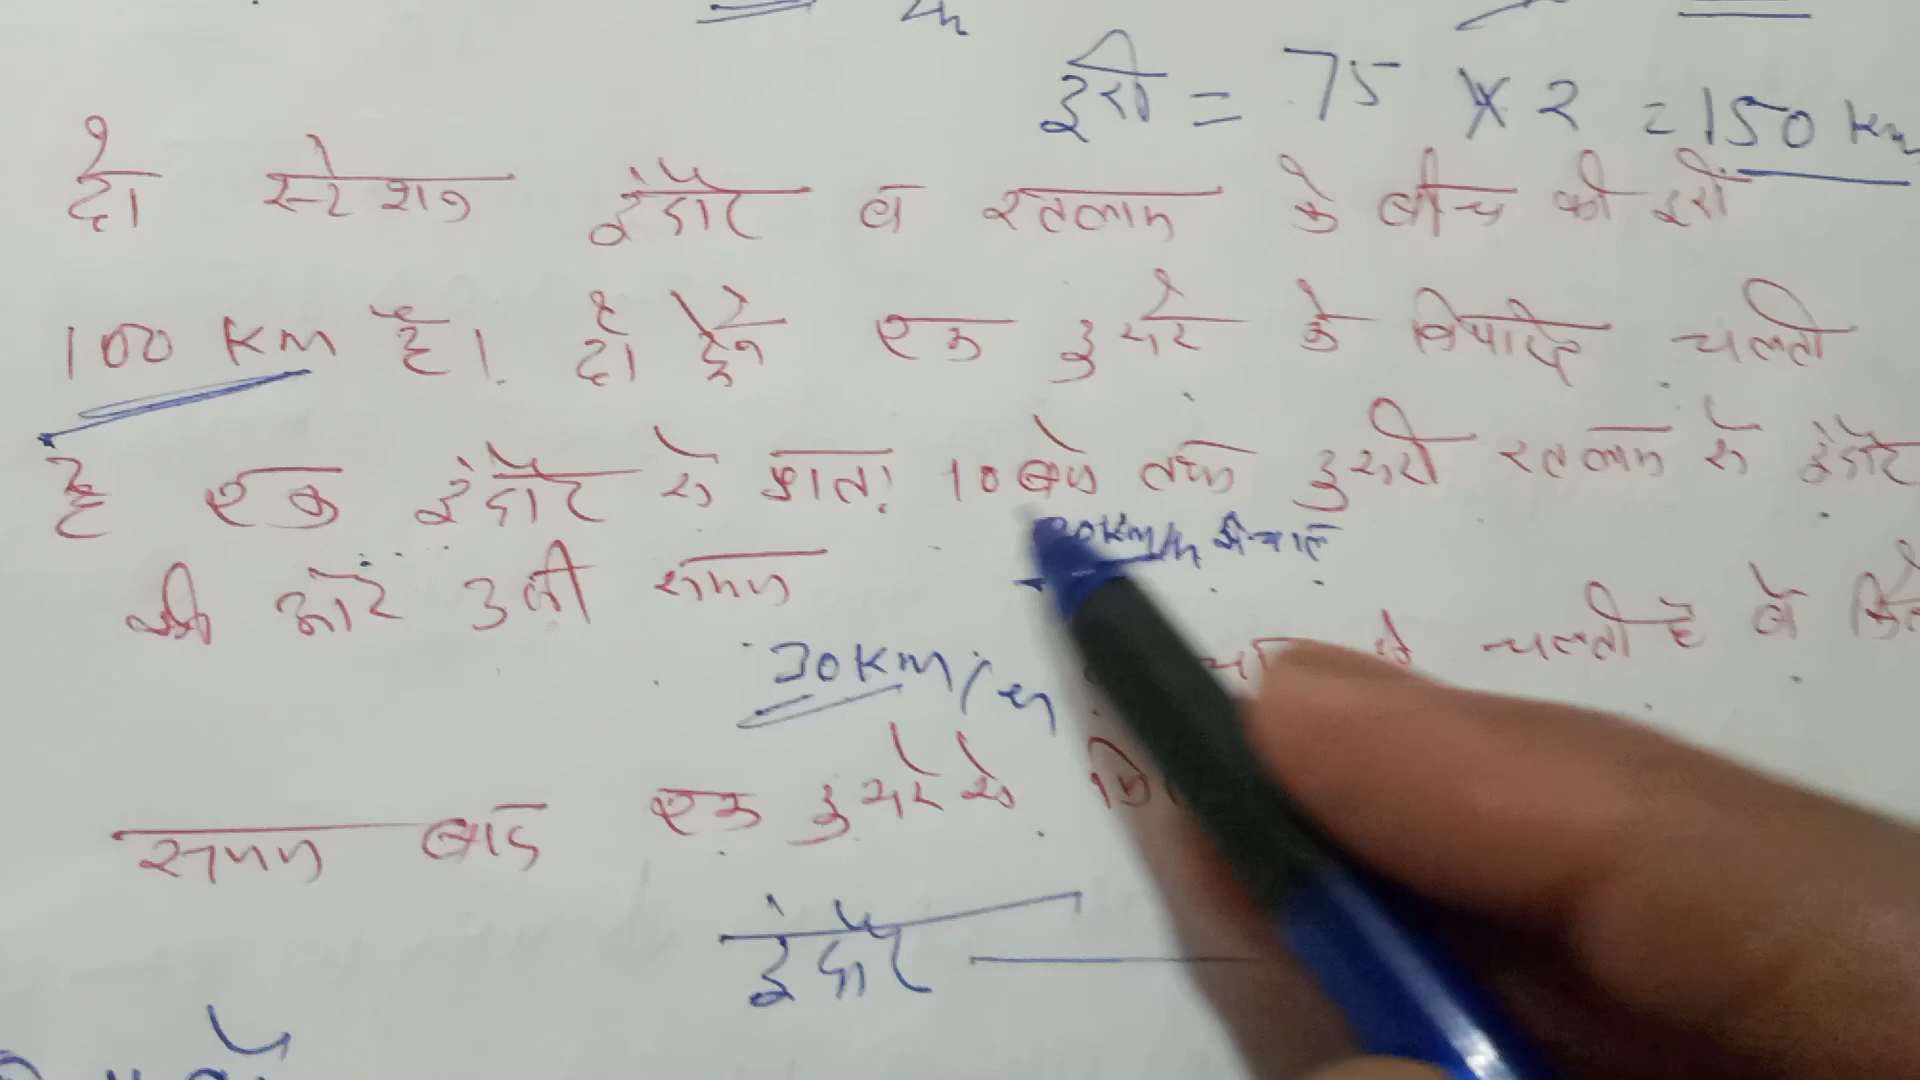 दूरी = 75 × 2 = 150 km
दो स्टेशन इंदौर व रतलाम के बीच की दूरी
100 KM है। दो ट्रेन एक दुसरे के विपरित चलती
है एक इंदौर से प्रातः 10 बजे तथा दुसरी रतलाम से इंदौर
km/h की चाल
की ओर उसी समय
चलती है वे
km/h
समय बाद एक दुसरे से
इंदौर